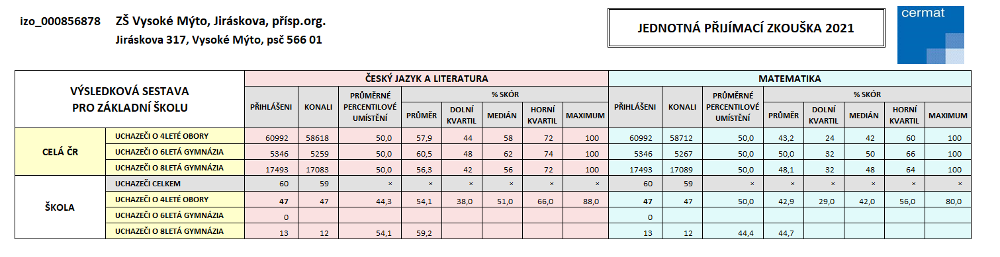 izo_000856878 ZŠ Vysoké Mýto, Jiráskova, přísp.org.
Jiráskova 317, Vysoké Mýto, psč 566 01
JEDNOTNÁ PŘIJÍMACÍ ZKOUŠKA 2021
cermat
VÝSLEDKOVÁ SESTAVA
PRO ZÁKLADNÍ ŠKOLU
ČESKÝ JAZYK A LITERATURA MATEMATIKA
PŘIHLÁŠENI KONALI PRŮMĚRNÉ PERCENTILOVÉ UMÍSTĚNÍ % SKÓR PŘIHLÁŠENI KONALI PRŮMĚRNÉ PERCENTILOVÉ UMÍSTĚNÍ % SKÓR
PRŮMĚR DOLNÍ KVARTIL MEDIÁN HORNÍ KVARTIL MAXIMUM PRŮMĚR DOLNÍ KVARTIL MEDIÁN HORNÍ KVARTIL MAXIMUM
CELÁ ČR
UCHAZEČI O 4LETÉ OBORY 60992 58618 50,0 57,9 44 58 72 100 60992 58712 50,0 43,2 24 42 60 100
UCHAZEČI O 6LETÁ GYMNÁZIA 5346 5259 50,0 60,5 48 62 74 100 5346 5267 50,0 50,0 32 50 66 100
UCHAZEČI O 8LETÁ GYMNÁZIA 17493 17083 50,0 56,3 42 56 72 100 17493 17089 50,0 48,1 32 48 64 100
ŠKOLA
UCHAZEČI CELKEM 60 59 × × × × × × 60 59 × × × × × ×
UCHAZEČI O 4LETÉ OBORY 47 47 44,3 54,1 38,0 51,0 66,0 88,0 47 47 50,0 42,9 29,0 42,0 56,0 80,0
UCHAZEČI O 6LETÁ GYMNÁZIA 0 0
UCHAZEČI O 8LETÁ GYMNÁZIA 13 12 54,1 59,2 13 12 44,4 44,7